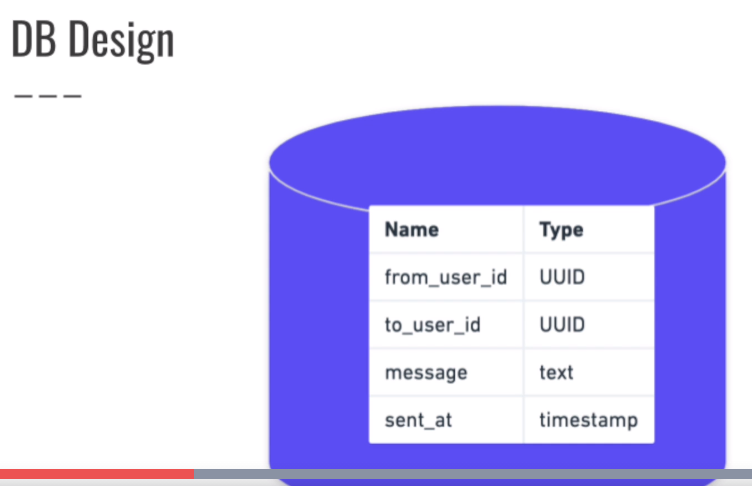 DB Design
---
Name Type
from_user_id UUID
to_user_id UUID
message text
sent_at timestamp